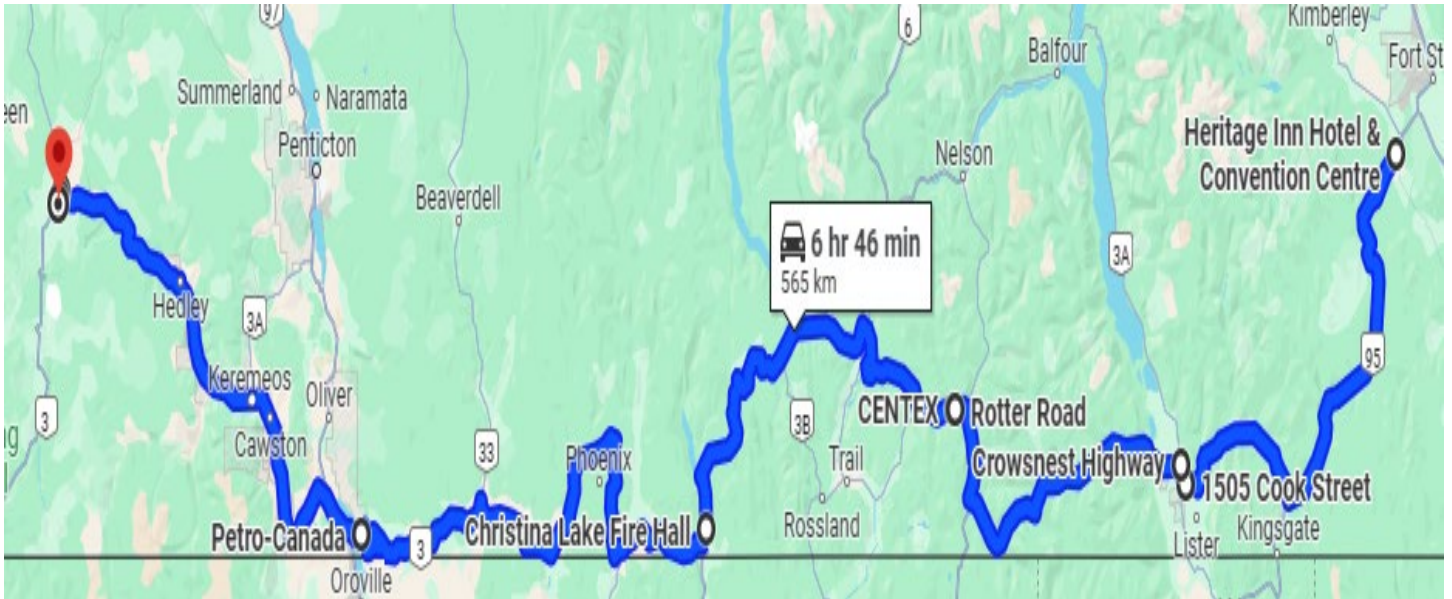 97
6
Kimberley
Balfour
Fort St
Summerland
Naramata
een
Penticton
Heritage Inn Hotel &
Convention Centre
Nelson
Beaverdell
6 hr 46 min
565 km
3A
Hedley
3A
95
Keremeos
Oliver
3
CENTEX
Rotter Road
3B
Cawston
33
Phoenix
Trail
Crowsnest Highway
1505 Cook Street
Rossland
Petro-Canada
3
Christina Lake Fire Hall
Kingsgate
Lister
Oroville